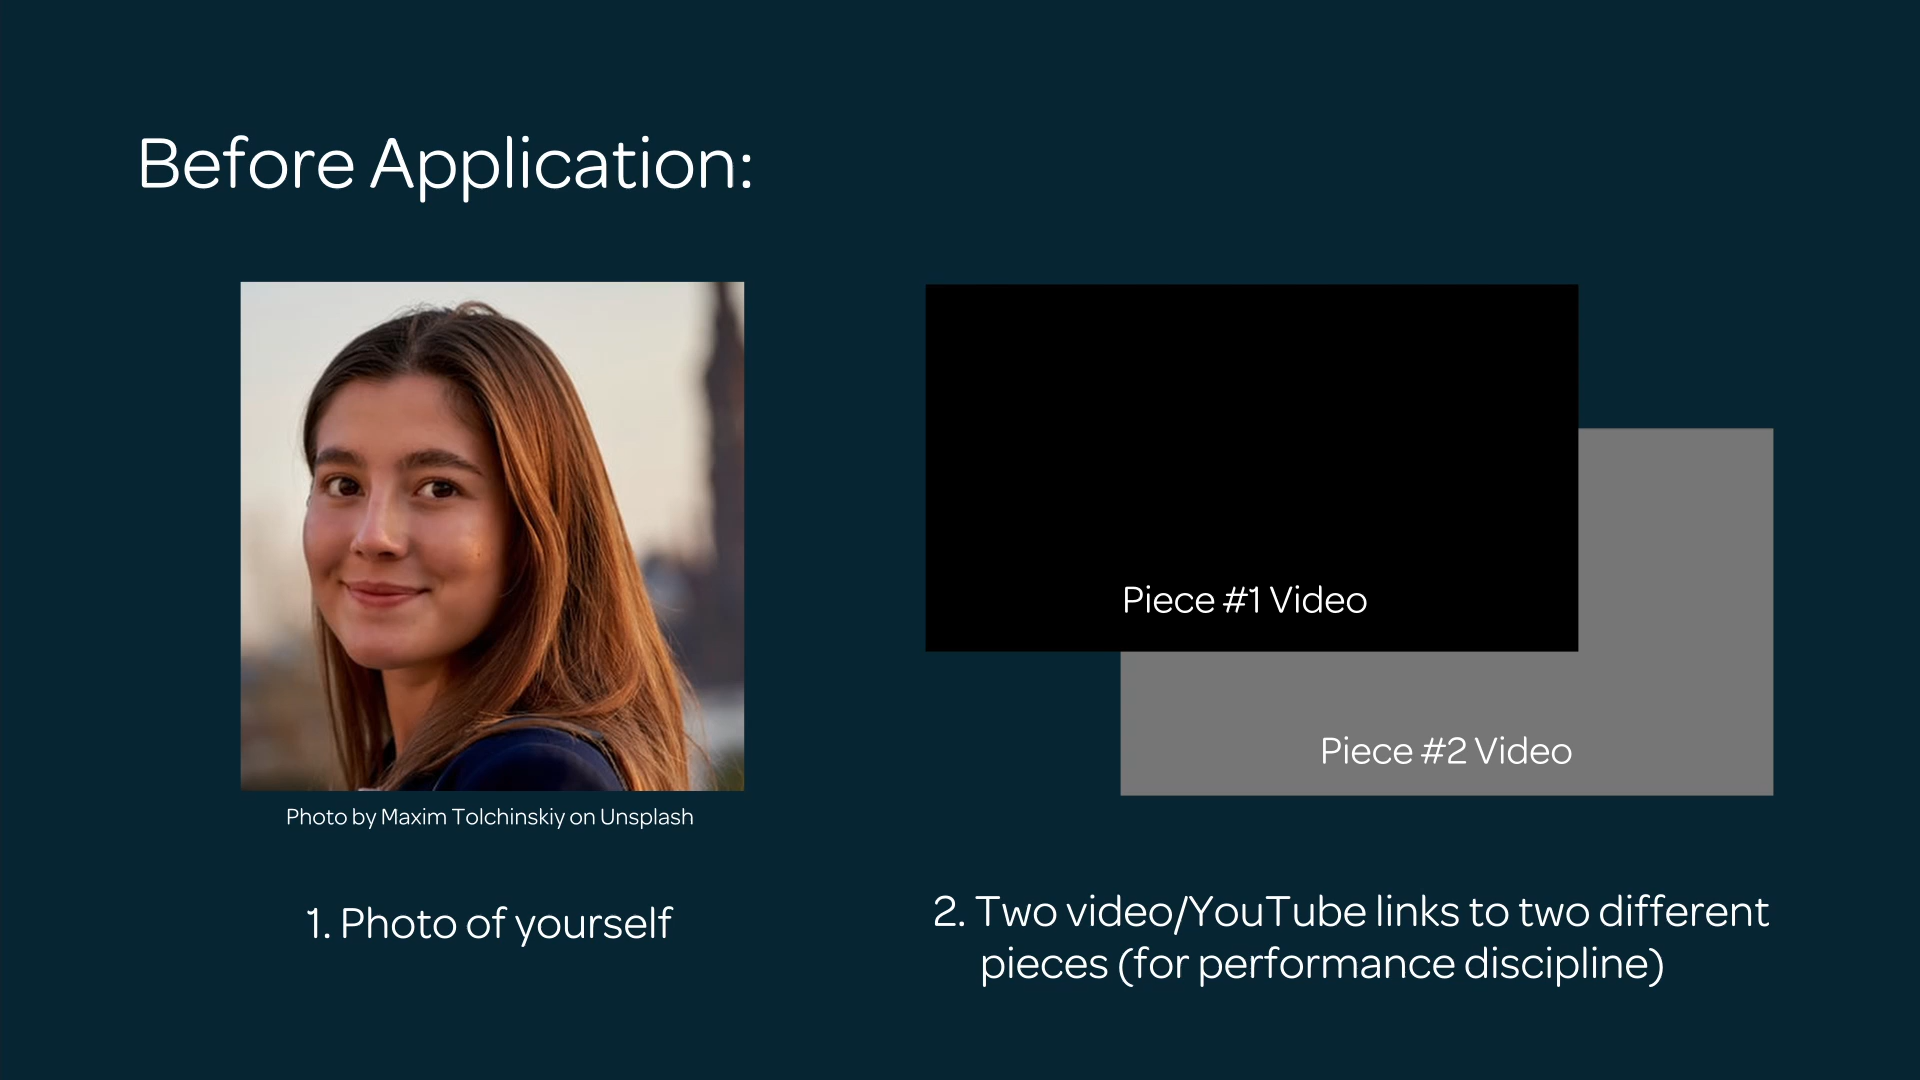 Before Application:
Piece #1 Video
Piece #2 Video
Photo by Maxim Tolchinskiy on Unsplash
1. Photo of yourself
2. Two video/YouTube links to two different
pieces (for performance discipline)